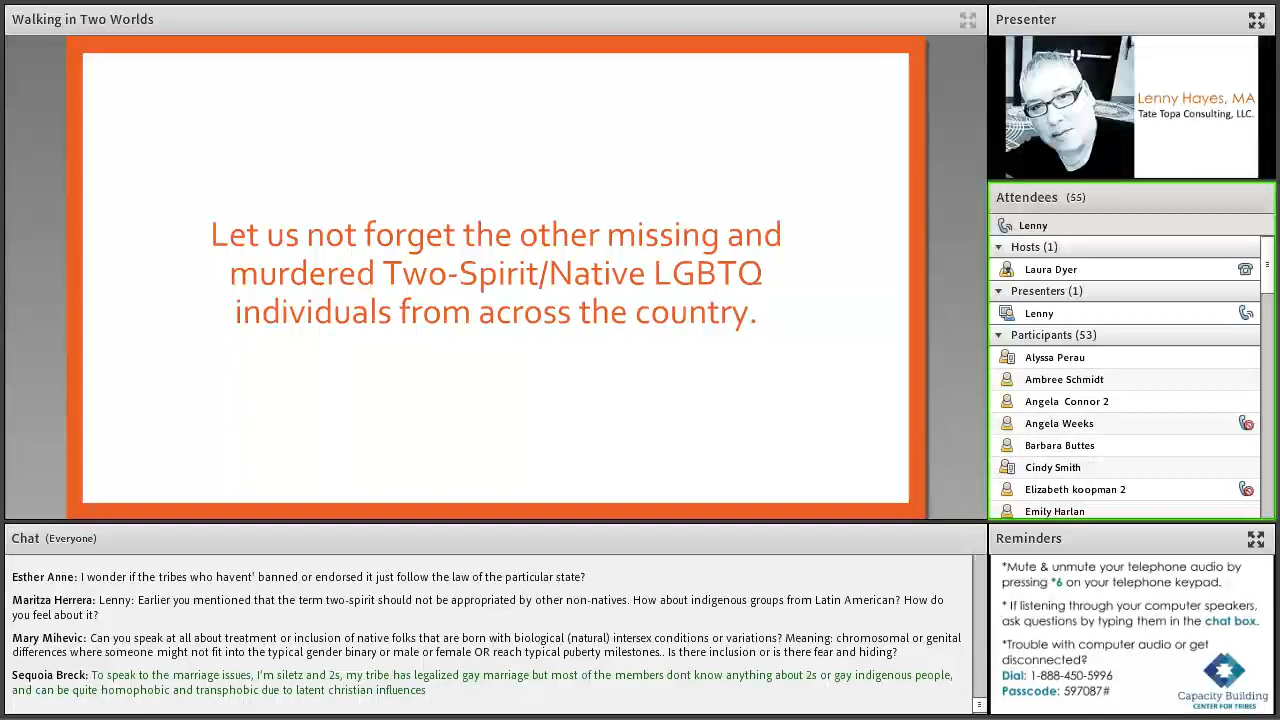 Walking in Two Worlds
Let us not forget the other missing and
murdered Two-Spirit/Native LGBTQ
individuals from across the country.
Presenter
Lenny Hayes, MA
Tate Topa Consulting, LLC.
Attendees (55)
Lenny
Hosts (1)
Laura Dyer
Presenters (1)
Lenny
Participants (53)
Alyssa Perau
Ambree Schmidt
Angela Connor 2
Angela Weeks
Barbara Buttes
Cindy Smith
Elizabeth koopman 2
Emily Harlan
Chat (Everyone)
Esther Anne: I wonder if the tribes who havent' banned or endorsed it just follow the law of the particular state?
Maritza Herrera: Lenny: Earlier you mentioned that the term two-spirit should not be appropriated by other non-natives. How about indigenous groups from Latin American? How do
you feel about it?
Mary Mihevic: Can you speak at all about treatment or inclusion of native folks that are born with biological (natural) intersex conditions or variations? Meaning: chromosomal or genital
differences where someone might not fit into the typical gender binary or male or female OR reach typical puberty milestones.. Is there inclusion or is there fear and hiding?
Sequoia Breck: To speak to the marriage issues, I'm siletz and 2s, my tribe has legalized gay marriage but most of the members dont know anything about 2s or gay indigenous people,
and can be quite homophobic and transphobic due to latent christian influences
Reminders
*Mute & unmute your telephone audio by
pressing *6 on your telephone keypad.
* If listening through your computer speakers,
ask questions by typing them in the chat box.
*Trouble with computer audio or get
disconnected?
Dial: 1-888-450-5996
Passcode: 597087#
Capacity Building
CENTER FOR TRIBES